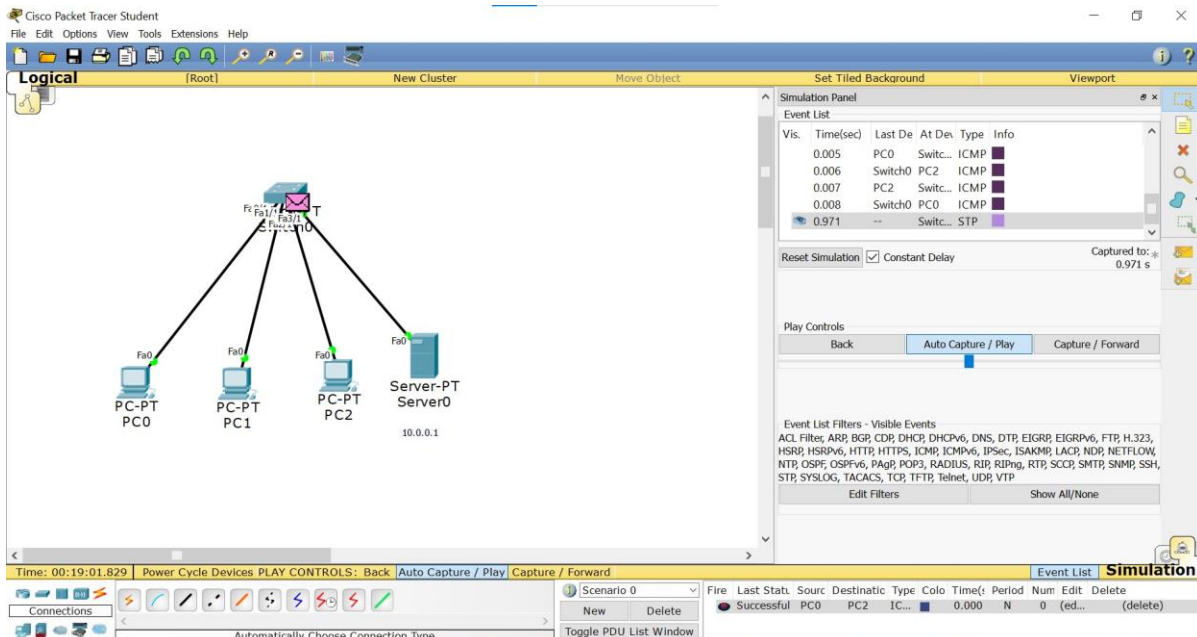 Cisco Packet Tracer Student
File Edit Options View Tools Extensions Help
Logical [Root] New Cluster Move Object Set Tiled Background Viewport
Simulation Panel
Event List
Vis. Time(sec) Last De At Dev Type Info
0.005 PC0 Switc... ICMP
0.006 Switch0 PC2 ICMP
0.007 PC2 Switc... ICMP
0.008 Switch0 PC0 ICMP
0.971 -- Switc... STP
Reset Simulation Constant Delay Captured to: *
0.971 s
Play Controls
Back Auto Capture / Play Capture / Forward
Event List Filters - Visible Events
ACL Filter, ARP, BGP, CDP, DHCP, DHCPv6, DNS, DTP, EIGRP, EIGRPv6, FTP, H.323,
HSRP, HSRPv6, HTTP, HTTPS, ICMP, ICMPv6, IPSec, ISAKMP, LACP, NDP, NETFLOW,
NTP, OSPF, OSPFv6, PAgP, POP3, RADIUS, RIP, RIPng, RTP, SCCP, SMTP, SNMP, SSH,
STP, SYSLOG, TACACS, TCP, TFTP, Telnet, UDP, VTP
Edit Filters Show All/None
Fa1/1
Fa3/1
Switch0
Fa0
Fa0
Fa0
Fa0
PC-PT
PC0
PC-PT
PC1
PC-PT
PC2
Server-PT
Server0
10.0.0.1
Time: 00:19:01.829 Power Cycle Devices PLAY CONTROLS: Back Auto Capture / Play Capture / Forward Event List Simulation
Connections
Automatically Choose Connection Type
Scenario 0
New Delete
Toggle PDU List Window
Fire Last Statu Sourc Destinatic Type Colo Time(s Period Num Edit Delete
Successful PC0 PC2 IC... 0.000 N 0 (ed... (delete)